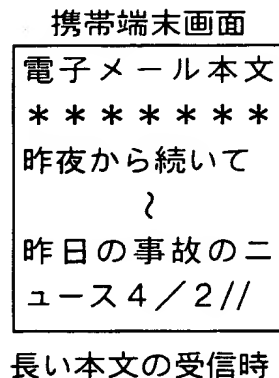 携帯端末画面
電子メール本文
*******
昨夜から続いて
~
昨日の事故のニ
ュース4/2//
長い本文の受信時